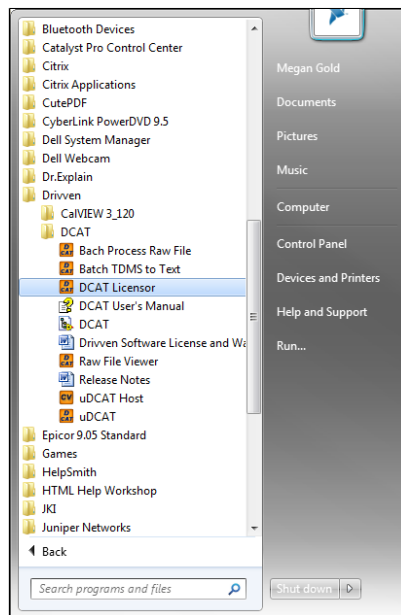 Bluetooth Devices
Catalyst Pro Control Center
Citrix
Citrix Applications
CutePDF
CyberLink PowerDVD 9.5
Dell System Manager
Dell Webcam
Dr.Explain
Drivven
CalVIEW 3_120
DCAT
Bach Process Raw File
Batch TDMS to Text
DCAT Licensor
DCAT User's Manual
DCAT
Drivven Software License and Wa
Raw File Viewer
Release Notes
uDCAT Host
uDCAT
Epicor 9.05 Standard
Games
HelpSmith
HTML Help Workshop
JKI
Juniper Networks
Back
Search programs and files
Megan Gold
Documents
Pictures
Music
Computer
Control Panel
Devices and Printers
Help and Support
Run...
Shut down